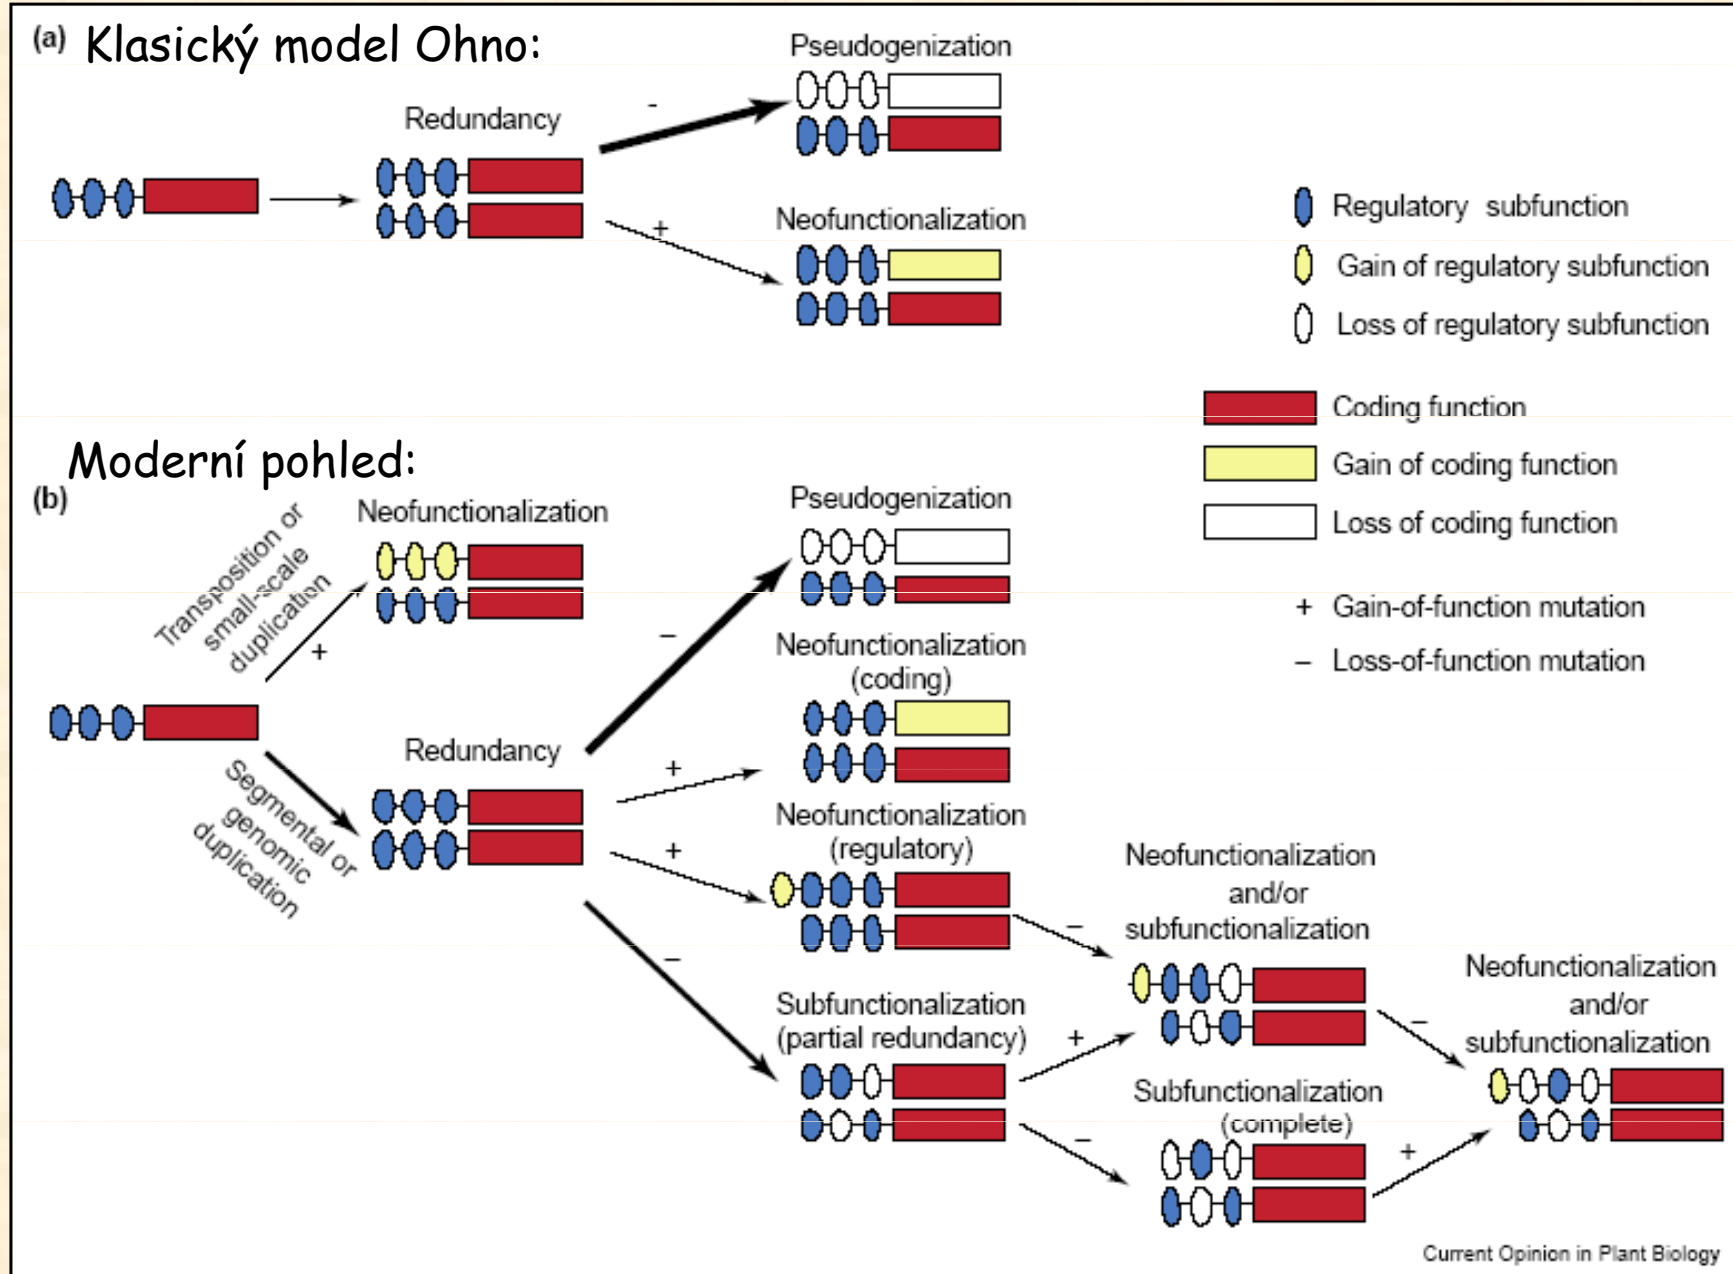 (a) Klasický model Ohno:
Pseudogenization
-
Redundancy
Neofunctionalization
+
Regulatory subfunction
Gain of regulatory subfunction
Loss of regulatory subfunction
Coding function
Gain of coding function
Loss of coding function
+ Gain-of-function mutation
– Loss-of-function mutation
Moderní pohled:
(b)
Transposition or
small-scale
duplication
+
Neofunctionalization
Segmental or
genomic
duplication
Redundancy
–
Pseudogenization
+
Neofunctionalization
(coding)
+
Neofunctionalization
(regulatory)
–
Subfunctionalization
(partial redundancy)
–
+
Neofunctionalization
and/or
subfunctionalization
–
Subfunctionalization
(complete)
–
+
Neofunctionalization
and/or
subfunctionalization
Current Opinion in Plant Biology